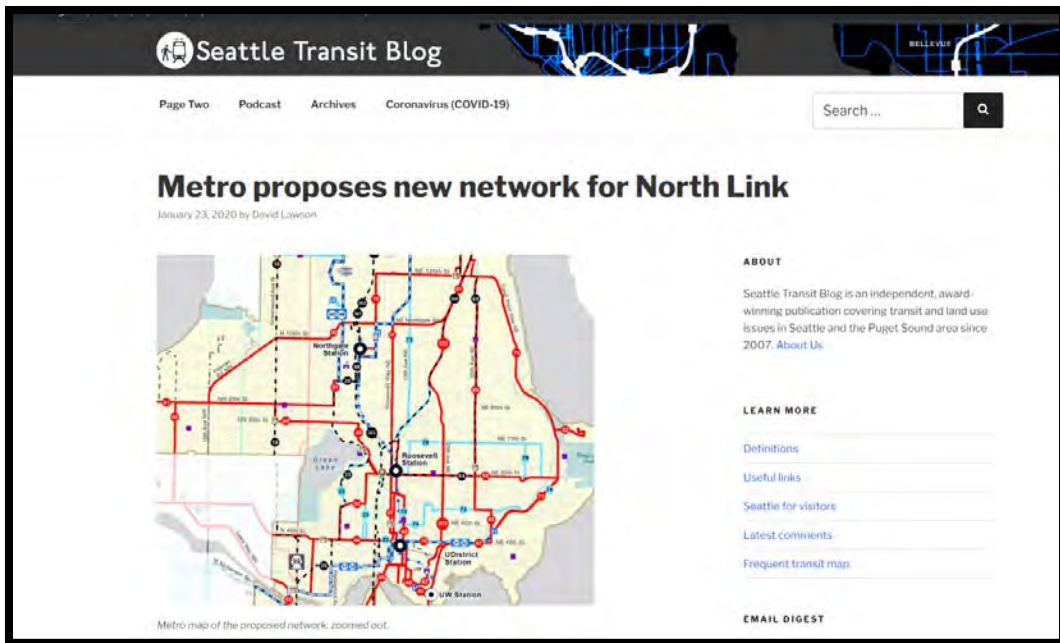 Seattle Transit Blog
BELLEVUE
Page Two Podcast Archives Coronavirus (COVID-19)
Search ...
Metro proposes new network for North Link
January 23, 2020 by David Lawson
Northgate
Station
Green
Lake
Roosevelt
Station
UDistrict
Station
UW Station
Metro map of the proposed network, zoomed out.
ABOUT
Seattle Transit Blog is an independent, award-
winning publication covering transit and land use
issues in Seattle and the Puget Sound area since
2007. About Us
LEARN MORE
Definitions
Useful links
Seattle for visitors
Latest comments
Frequent transit map
EMAIL DIGEST